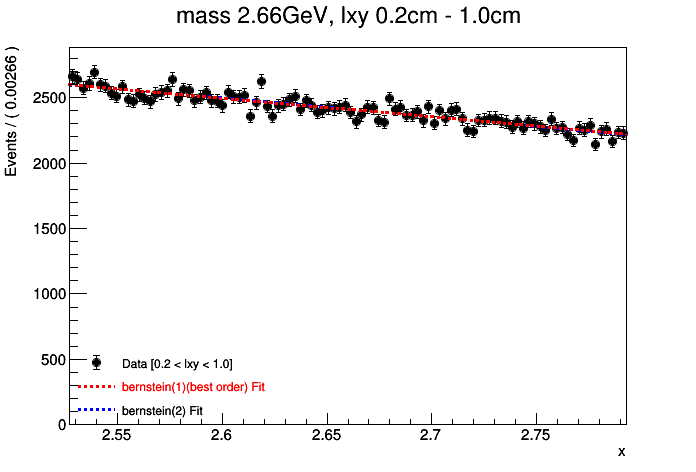 mass 2.66GeV, lxy 0.2cm - 1.0cm
Events / ( 0.00266 )
2500
2000
1500
1000
500
0
Data [0.2 < lxy < 1.0]
bernstein(1)(best order) Fit
bernstein(2) Fit
2.55 2.6 2.65 2.7 2.75
x